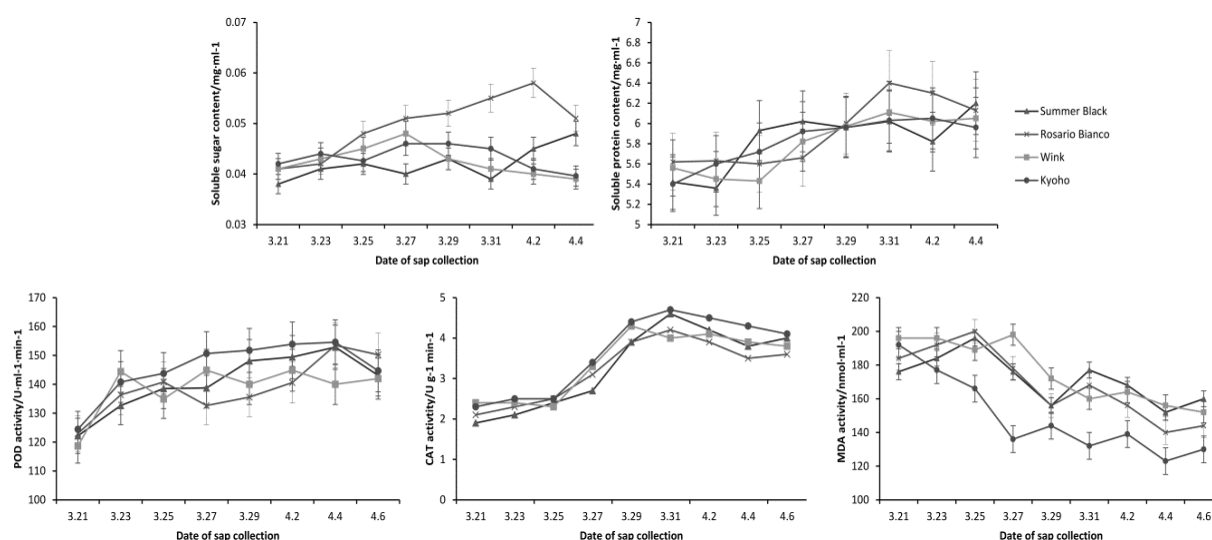 0.07
0.06
0.05
0.04
0.03
Soluble sugar content/mg·ml-1
3.21 3.23 3.25 3.27 3.29 3.31 4.2 4.4
Date of sap collection
7
6.8
6.6
6.4
6.2
6
5.8
5.6
5.4
5.2
5
Soluble protein content/mg·ml-1
3.21 3.23 3.25 3.27 3.29 3.31 4.2 4.4
Date of sap collection
Summer Black
Rosario Bianco
Wink
Kyoho
170
160
150
140
130
120
110
100
POD activity/U·ml-1·min-1
3.21 3.23 3.25 3.27 3.29 4.2 4.4 4.6
Date of sap collection
5
4
3
2
1
0
CAT activity/U g-1 min-1
3.21 3.23 3.25 3.27 3.29 3.31 4.2 4.4 4.6
Date of sap collection
220
200
180
160
140
120
100
MDA activity/nmol·ml-1
3.21 3.23 3.25 3.27 3.29 3.31 4.2 4.4 4.6
Date of sap collection